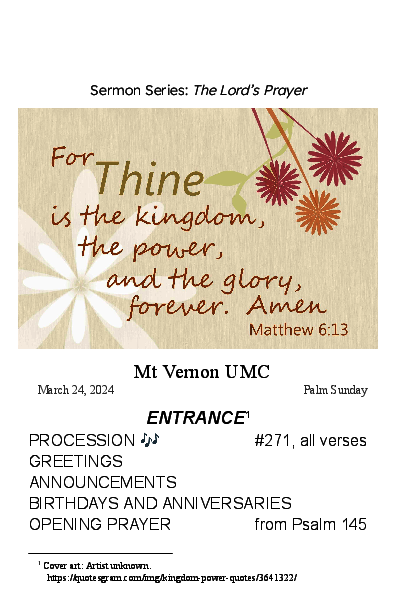 Sermon Series: The Lord's Prayer
For Thine
is the kingdom,
the power,
and the glory,
forever. Amen
Matthew 6:13
Mt Vernon UMC
March 24, 2024 Palm Sunday
ENTRANCE1
PROCESSION 🎶 #271, all verses
GREETINGS
ANNOUNCEMENTS
BIRTHDAYS AND ANNIVERSARIES
OPENING PRAYER from Psalm 145
1 Cover art: Artist unknown.
https://quotesgram.com/img/kingdom-power-quotes/3641322/